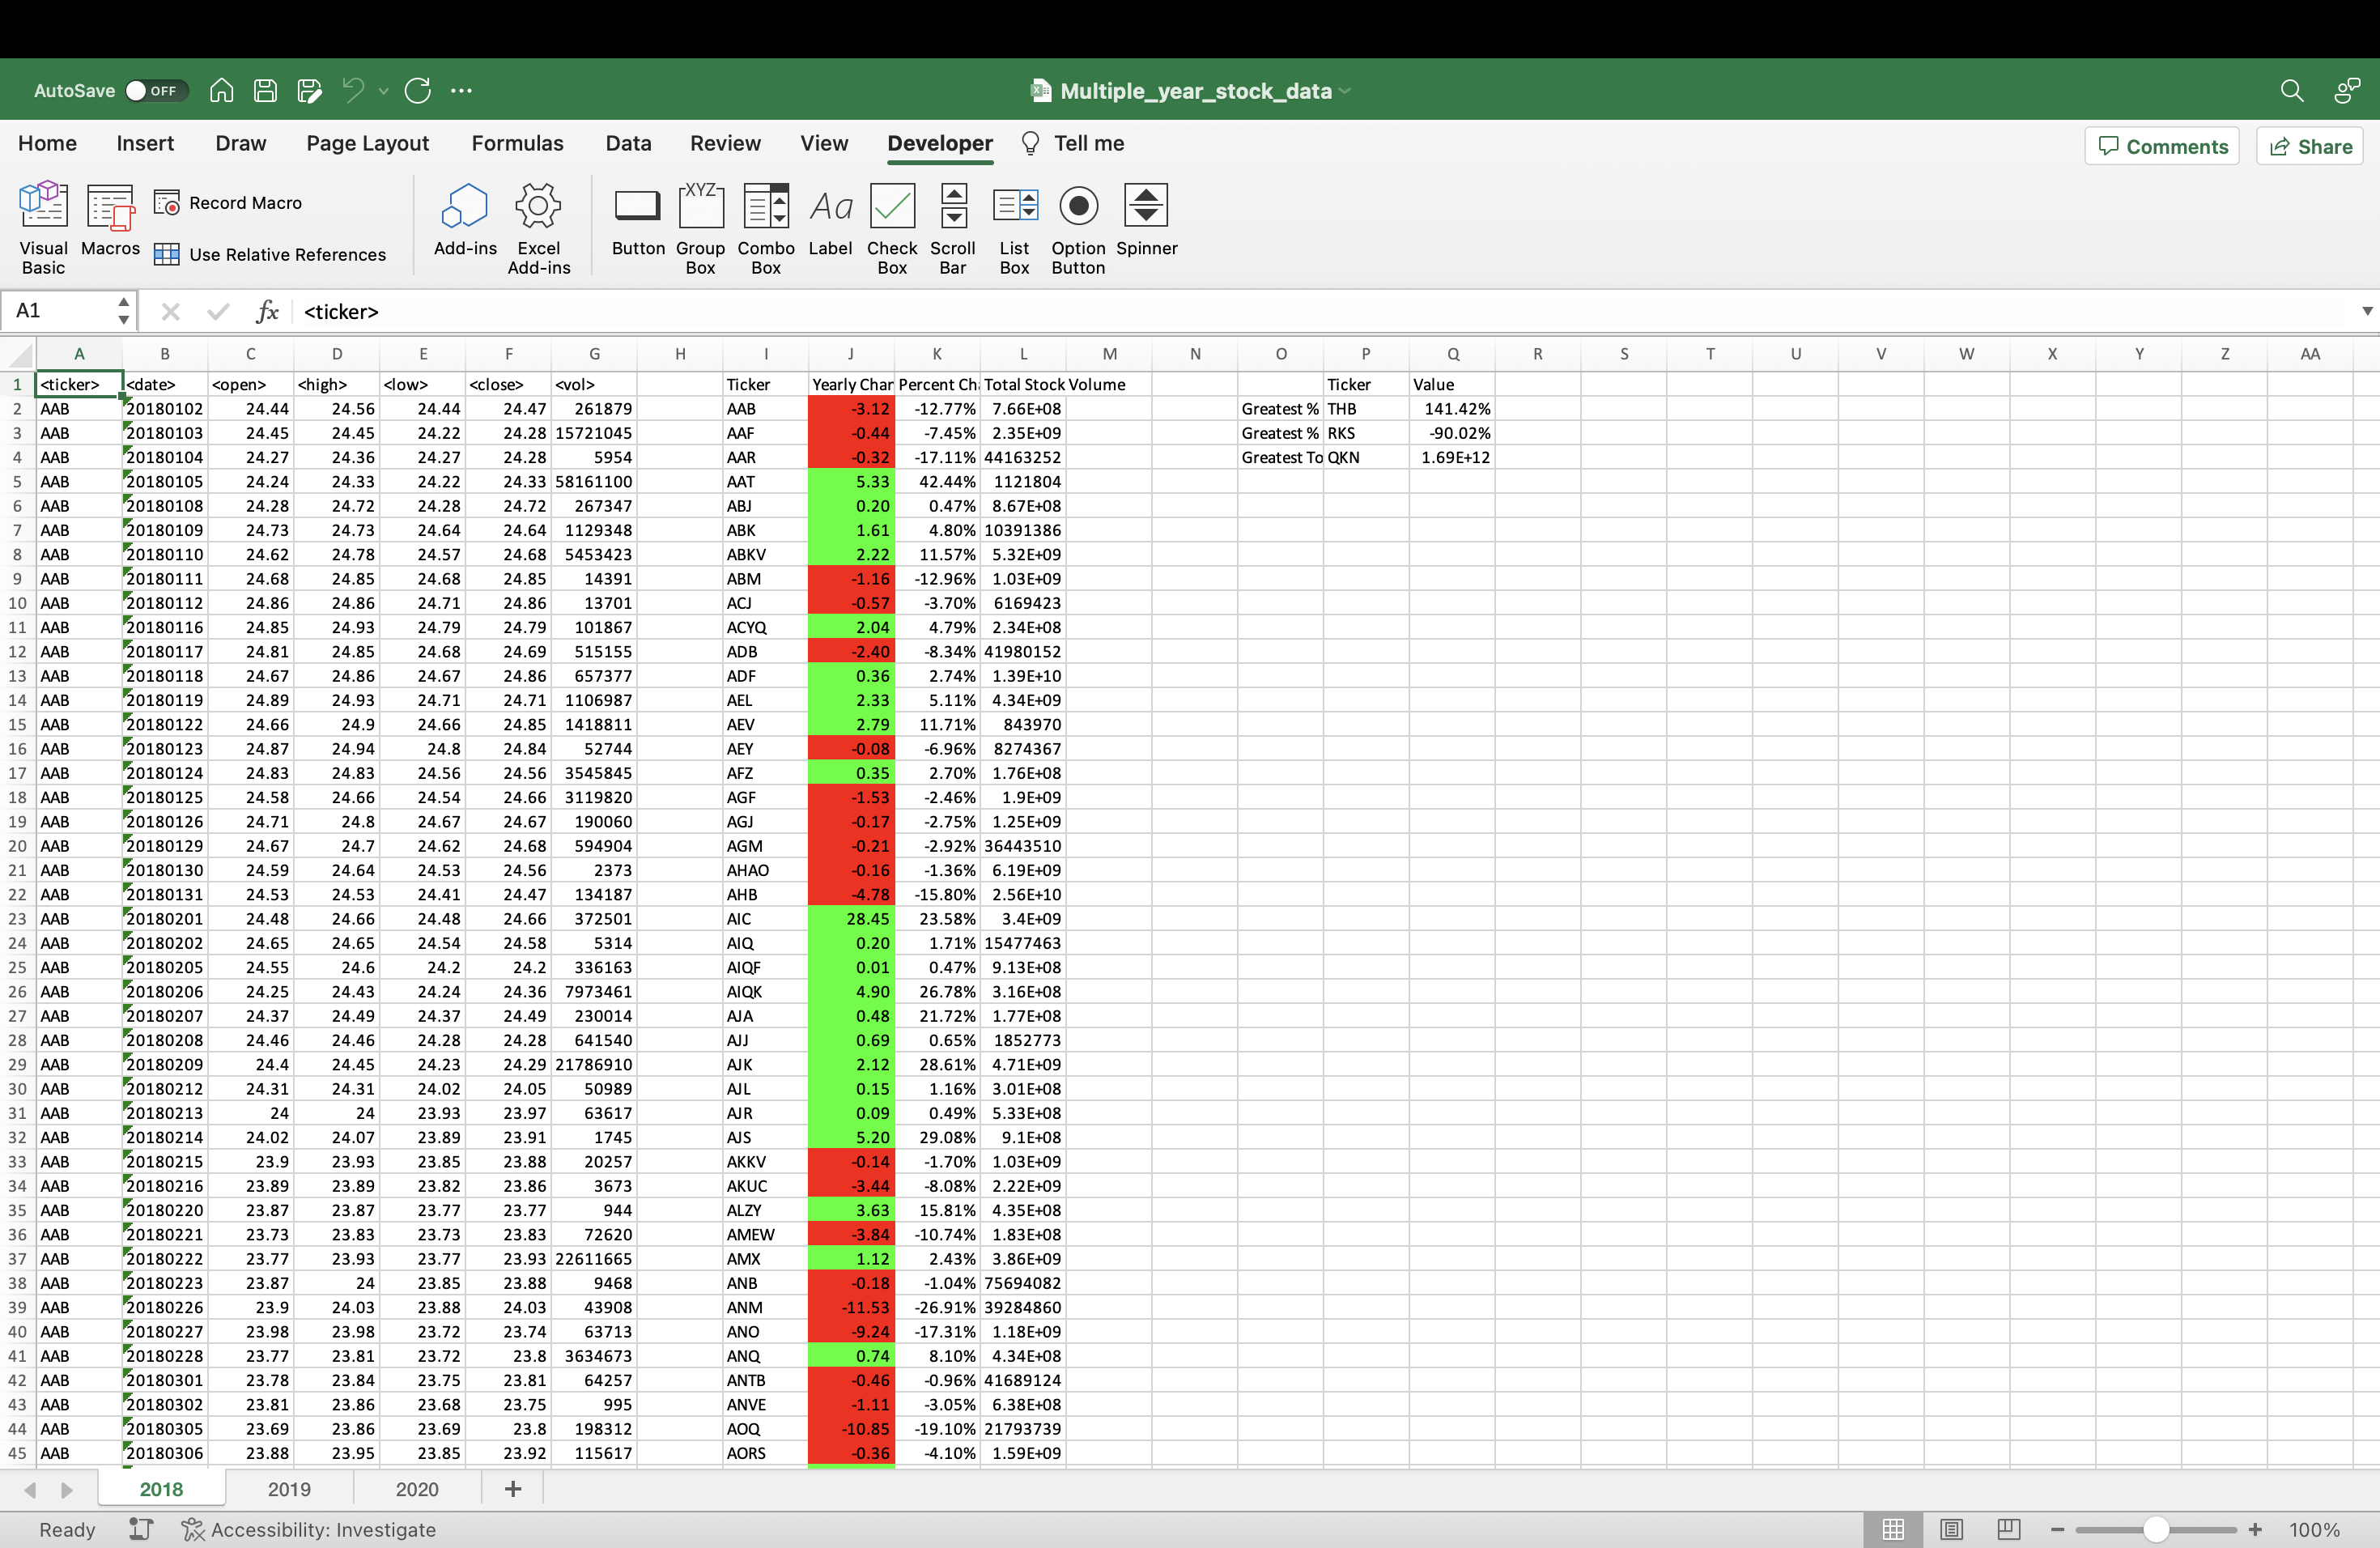 AutoSave OFF Multiple_year_stock_data
Home Insert Draw Page Layout Formulas Data Review View Developer Tell me Comments Share
Visual Basic Macros Record Macro Use Relative References Add-ins Excel Add-ins Button Group Box XYZ Combo Box Aa Label Check Box Scroll Bar List Box Option Button Spinner
A1 fx <ticker>
A B C D E F G H I J K L M N O P Q R S T U V W X Y Z AA
1 <ticker> <date> <open> <high> <low> <close> <vol> Ticker Yearly Char Percent Ch Total Stock Volume Ticker Value
2 AAB 20180102 24.44 24.56 24.44 24.47 261879 AAB -3.12 -12.77% 7.66E+08 Greatest % THB 141.42%
3 AAB 20180103 24.45 24.45 24.22 24.28 15721045 AAF -0.44 -7.45% 2.35E+09 Greatest % RKS -90.02%
4 AAB 20180104 24.27 24.36 24.27 24.28 5954 AAR -0.32 -17.11% 44163252 Greatest To QKN 1.69E+12
5 AAB 20180105 24.24 24.33 24.22 24.33 58161100 AAT 5.33 42.44% 1121804
6 AAB 20180108 24.28 24.72 24.28 24.72 267347 ABJ 0.20 0.47% 8.67E+08
7 AAB 20180109 24.73 24.73 24.64 24.64 1129348 ABK 1.61 4.80% 10391386
8 AAB 20180110 24.62 24.78 24.57 24.68 5453423 ABKV 2.22 11.57% 5.32E+09
9 AAB 20180111 24.68 24.85 24.68 24.85 14391 ABM -1.16 -12.96% 1.03E+09
10 AAB 20180112 24.86 24.86 24.71 24.86 13701 ACJ -0.57 -3.70% 6169423
11 AAB 20180116 24.85 24.93 24.79 24.79 101867 ACYQ 2.04 4.79% 2.34E+08
12 AAB 20180117 24.81 24.85 24.68 24.69 515155 ADB -2.40 -8.34% 41980152
13 AAB 20180118 24.67 24.86 24.67 24.86 657377 ADF 0.36 2.74% 1.39E+10
14 AAB 20180119 24.89 24.93 24.71 24.71 1106987 AEL 2.33 5.11% 4.34E+09
15 AAB 20180122 24.66 24.9 24.66 24.85 1418811 AEV 2.79 11.71% 843970
16 AAB 20180123 24.87 24.94 24.8 24.84 52744 AEY -0.08 -6.96% 8274367
17 AAB 20180124 24.83 24.83 24.56 24.56 3545845 AFZ 0.35 2.70% 1.76E+08
18 AAB 20180125 24.58 24.66 24.54 24.66 3119820 AGF -1.53 -2.46% 1.9E+09
19 AAB 20180126 24.71 24.8 24.67 24.67 190060 AGJ -0.17 -2.75% 1.25E+09
20 AAB 20180129 24.67 24.7 24.62 24.68 594904 AGM -0.21 -2.92% 36443510
21 AAB 20180130 24.59 24.64 24.53 24.56 2373 AHAO -0.16 -1.36% 6.19E+09
22 AAB 20180131 24.53 24.53 24.41 24.47 134187 AHB -4.78 -15.80% 2.56E+10
23 AAB 20180201 24.48 24.66 24.48 24.66 372501 AIC 28.45 23.58% 3.4E+09
24 AAB 20180202 24.65 24.65 24.54 24.58 5314 AIQ 0.20 1.71% 15477463
25 AAB 20180205 24.55 24.6 24.2 24.2 336163 AIQF 0.01 0.47% 9.13E+08
26 AAB 20180206 24.25 24.43 24.24 24.36 7973461 AIQK 4.90 26.78% 3.16E+08
27 AAB 20180207 24.37 24.49 24.37 24.49 230014 AJA 0.48 21.72% 1.77E+08
28 AAB 20180208 24.46 24.46 24.28 24.28 641540 AJJ 0.69 0.65% 1852773
29 AAB 20180209 24.4 24.45 24.23 24.29 21786910 AJK 2.12 28.61% 4.71E+09
30 AAB 20180212 24.31 24.31 24.02 24.05 50989 AJL 0.15 1.16% 3.01E+08
31 AAB 20180213 24 24 23.93 23.97 63617 AJR 0.09 0.49% 5.33E+08
32 AAB 20180214 24.02 24.07 23.89 23.91 1745 AJS 5.20 29.08% 9.1E+08
33 AAB 20180215 23.9 23.93 23.85 23.88 20257 AKKV -0.14 -1.70% 1.03E+09
34 AAB 20180216 23.89 23.89 23.82 23.86 3673 AKUC -3.44 -8.08% 2.22E+09
35 AAB 20180220 23.87 23.87 23.77 23.77 944 ALZY 3.63 15.81% 4.35E+08
36 AAB 20180221 23.73 23.83 23.73 23.83 72620 AMEW -3.84 -10.74% 1.83E+08
37 AAB 20180222 23.77 23.93 23.77 23.93 22611665 AMX 1.12 2.43% 3.86E+09
38 AAB 20180223 23.87 24 23.85 23.88 9468 ANB -0.18 -1.04% 75694082
39 AAB 20180226 23.9 24.03 23.88 24.03 43908 ANM -11.53 -26.91% 39284860
40 AAB 20180227 23.98 23.98 23.72 23.74 63713 ANO -9.24 -17.31% 1.18E+09
41 AAB 20180228 23.77 23.81 23.72 23.8 3634673 ANQ 0.74 8.10% 4.34E+08
42 AAB 20180301 23.78 23.84 23.75 23.81 64257 ANTB -0.46 -0.96% 41689124
43 AAB 20180302 23.81 23.86 23.68 23.75 995 ANVE -1.11 -3.05% 6.38E+08
44 AAB 20180305 23.69 23.86 23.69 23.8 198312 AOQ -10.85 -19.10% 21793739
45 AAB 20180306 23.88 23.95 23.85 23.92 115617 AORS -0.36 -4.10% 1.59E+09
2018 2019 2020 +
Ready Accessibility: Investigate 100%